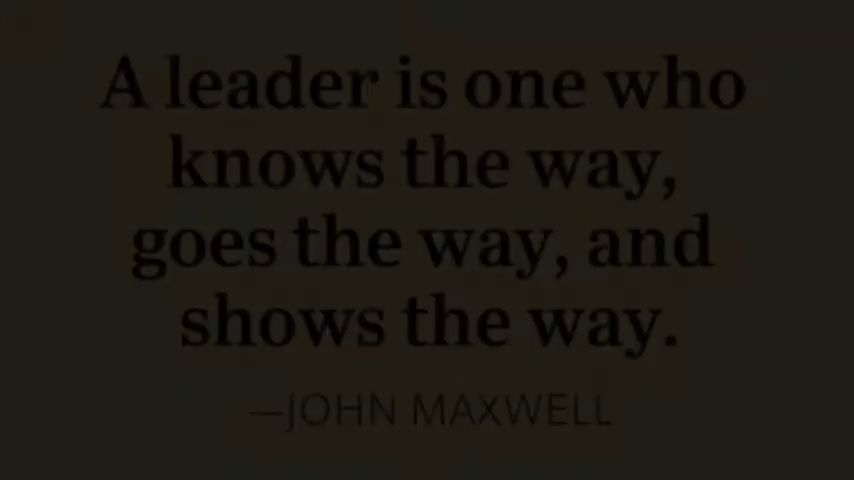 A leader is one who
knows the way,
goes the way, and
shows the way.
—JOHN MAXWELL